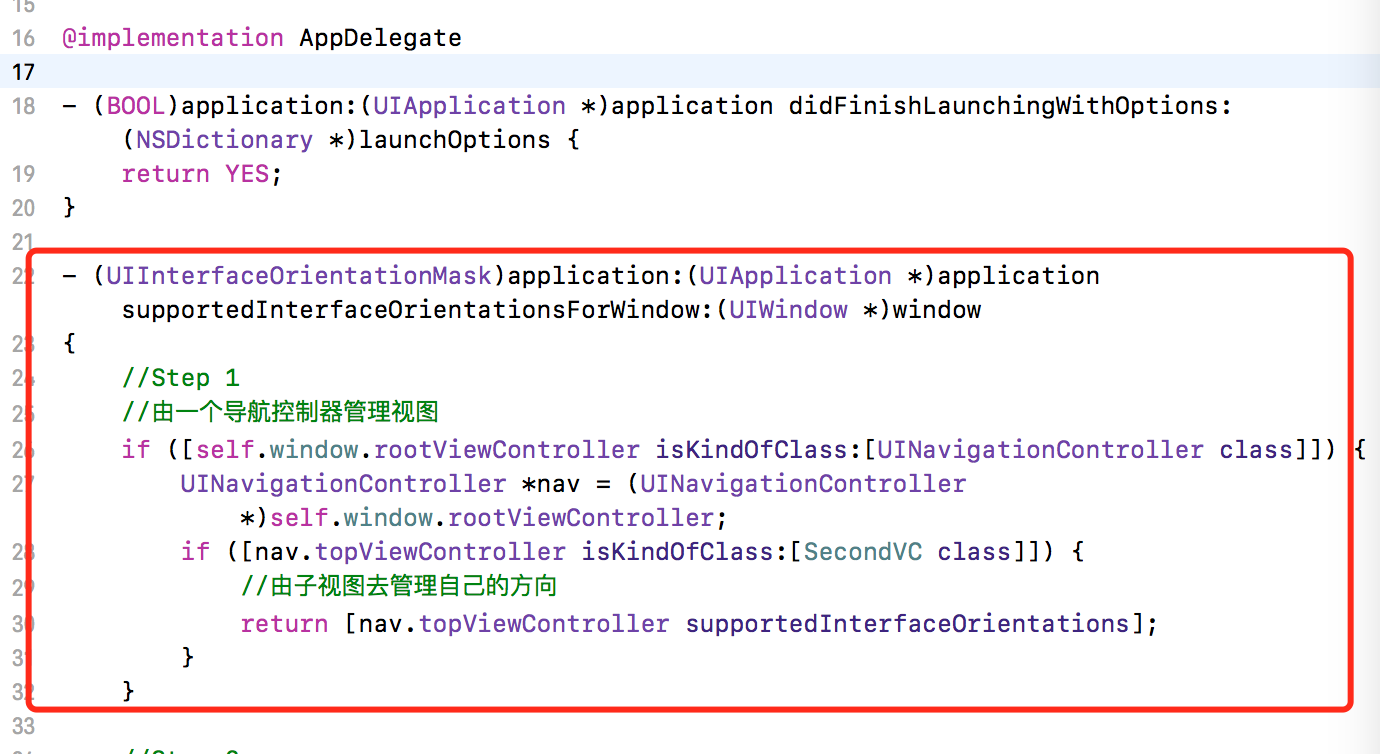 15
16 @implementation AppDelegate
17
18 - (BOOL)application:(UIApplication *)application didFinishLaunchingWithOptions:
(NSDictionary *)launchOptions {
19 return YES;
20 }
21
22 - (UIInterfaceOrientationMask)application:(UIApplication *)application
supportedInterfaceOrientationsForWindow:(UIWindow *)window
23 {
24 //Step 1
25 //由一个导航控制器管理视图
26 if ([self.window.rootViewController isKindOfClass:[UINavigationController class]]) {
27 UINavigationController *nav = (UINavigationController
*)self.window.rootViewController;
28 if ([nav.topViewController isKindOfClass:[SecondVC class]]) {
29 //由子视图去管理自己的方向
30 return [nav.topViewController supportedInterfaceOrientations];
31 }
32 }
33